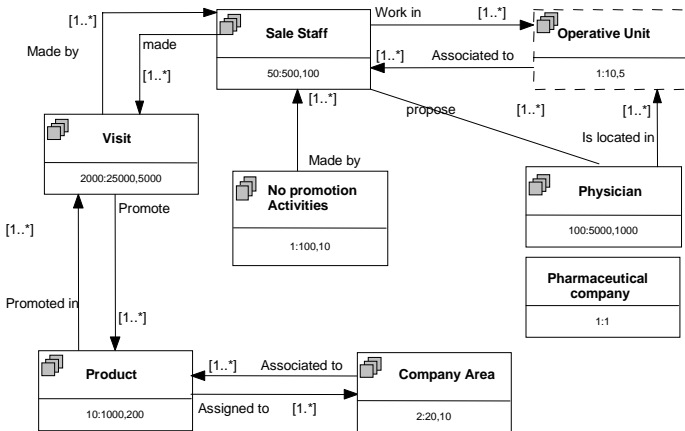 [1..*]
Made by
made
[1..*]
Sale Staff
50:500,100
[1..*]
Work in
[1..*]
Associated to
[1..*]
Operative Unit
1:10,5
propose
[1..*]
[1..*]
Is located in
Visit
2000:25000,5000
Made by
No promotion
Activities
1:100,10
Physician
100:5000,1000
Promote
[1..*]
Promoted in
[1..*]
Pharmaceutical
company
1:1
Product
10:1000,200
[1..*]
Associated to
Assigned to
[1.*]
Company Area
2:20,10